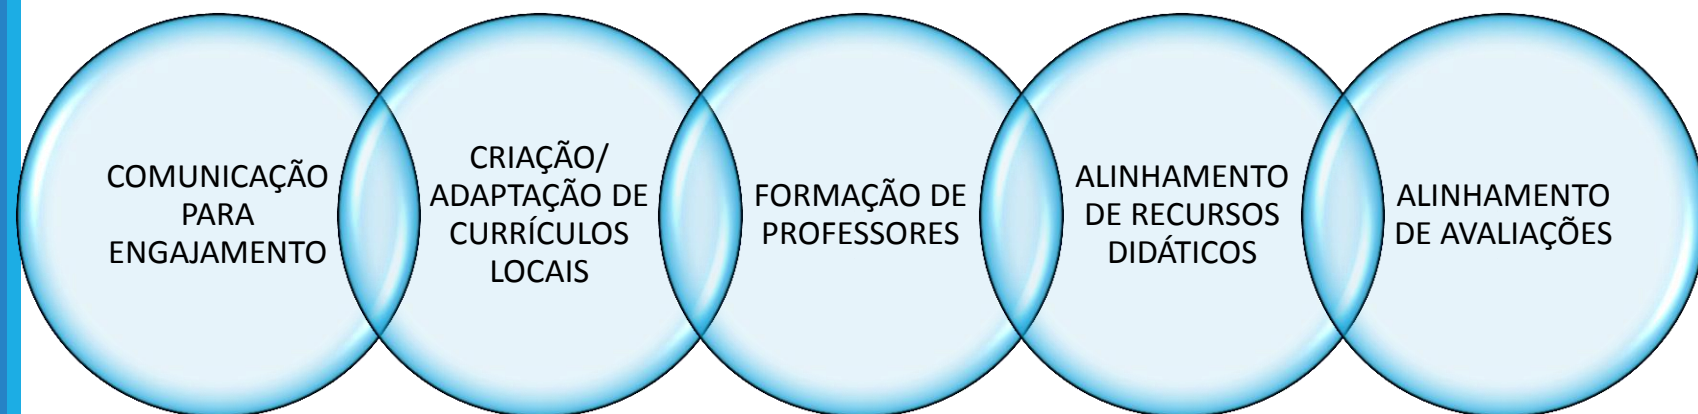 COMUNICAÇÃO
PARA
ENGAJAMENTO
CRIAÇÃO/
ADAPTAÇÃO DE
CURRÍCULOS
LOCAIS
FORMAÇÃO DE
PROFESSORES
ALINHAMENTO
DE RECURSOS
DIDÁTICOS
ALINHAMENTO
DE AVALIAÇÕES